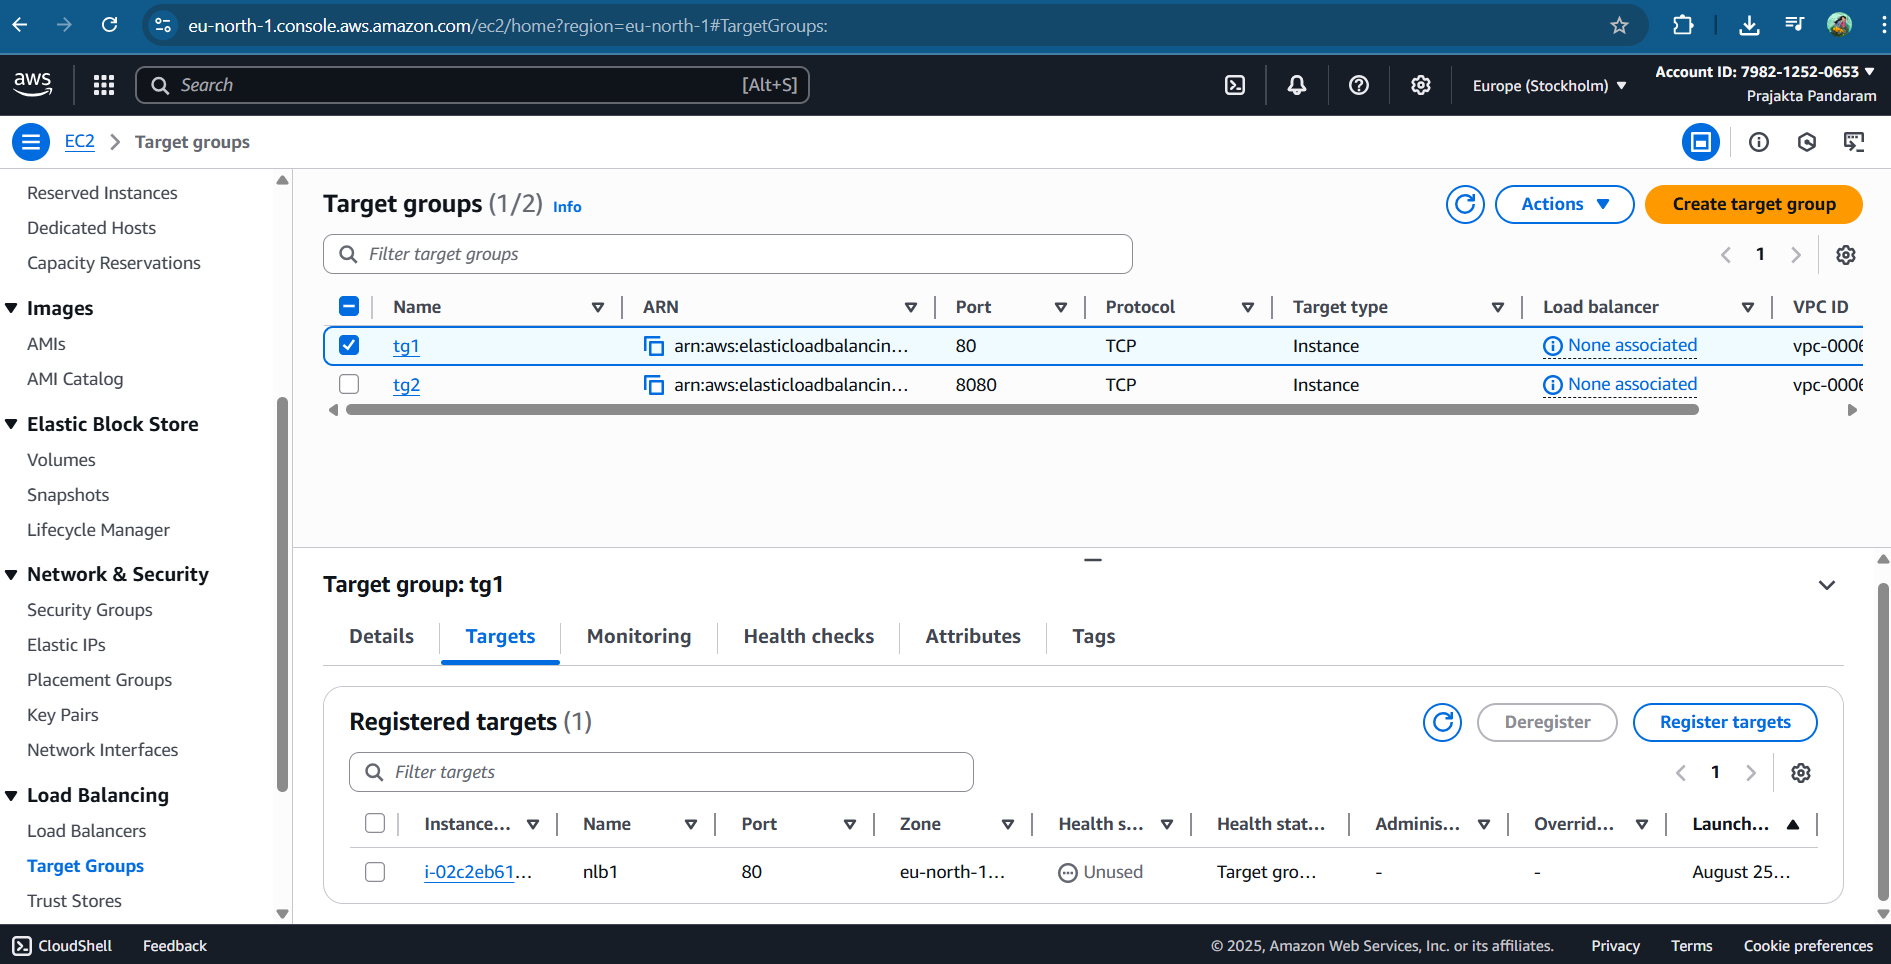 eu-north-1.console.aws.amazon.com/ec2/home?region=eu-north-1#TargetGroups:
aws
Search
[Alt+S]
Europe (Stockholm)
Account ID: 7982-1252-0653
Prajakta Pandaram
EC2
Target groups
Reserved Instances
Dedicated Hosts
Capacity Reservations
Images
AMIs
AMI Catalog
Elastic Block Store
Volumes
Snapshots
Lifecycle Manager
Network & Security
Security Groups
Elastic IPs
Placement Groups
Key Pairs
Network Interfaces
Load Balancing
Load Balancers
Target Groups
Trust Stores
Target groups (1/2) Info
Actions
Create target group
Filter target groups
1
Name ARN Port Protocol Target type Load balancer VPC ID
tg1 arn:aws:elasticloadbalancin... 80 TCP Instance None associated vpc-0006
tg2 arn:aws:elasticloadbalancin... 8080 TCP Instance None associated vpc-0006
Target group: tg1
Details Targets Monitoring Health checks Attributes Tags
Registered targets (1)
Deregister
Register targets
Filter targets
1
Instance... Name Port Zone Health s... Health stat... Adminis... Overrid... Launch...
i-02c2eb61... nlb1 80 eu-north-1... Unused Target gro... - - August 25...
CloudShell Feedback © 2025, Amazon Web Services, Inc. or its affiliates. Privacy Terms Cookie preferences